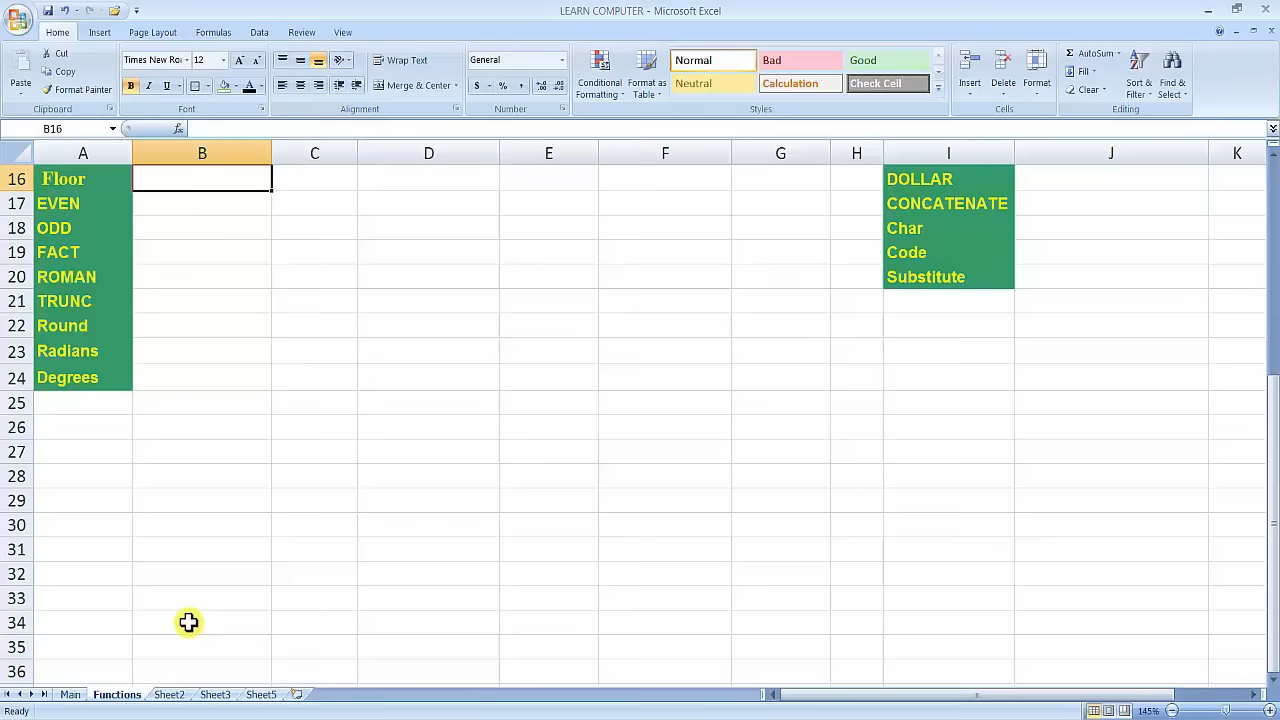 LEARN COMPUTER - Microsoft Excel
Home Insert Page Layout Formulas Data Review View
Paste Cut Copy Format Painter Clipboard
Times New Ro 12 B I U Font
Wrap Text Merge & Center Alignment
General $ % , Number
Conditional Formatting Format as Table
Normal Bad Good
Neutral Calculation Check Cell
Styles
Insert Delete Format Cells
AutoSum Fill Clear Sort & Filter Find & Select Editing
B16 fx
A B C D E F G H I J K
16 Floor DOLLAR
17 EVEN CONCATENATE
18 ODD Char
19 FACT Code
20 ROMAN Substitute
21 TRUNC
22 Round
23 Radians
24 Degrees
25
26
27
28
29
30
31
32
33
34
35
36
Main Functions Sheet2 Sheet3 Sheet5
Ready 145%